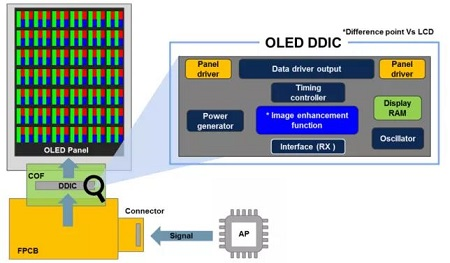 *Difference point Vs LCD
OLED DDIC
Panel
driver
Data driver output
Panel
driver
Timing
controller
Display
RAM
Power
generator
* Image enhancement
function
Oscillator
Interface (RX )
OLED Panel
COF
DDIC
Connector
Signal
AP
FPCB